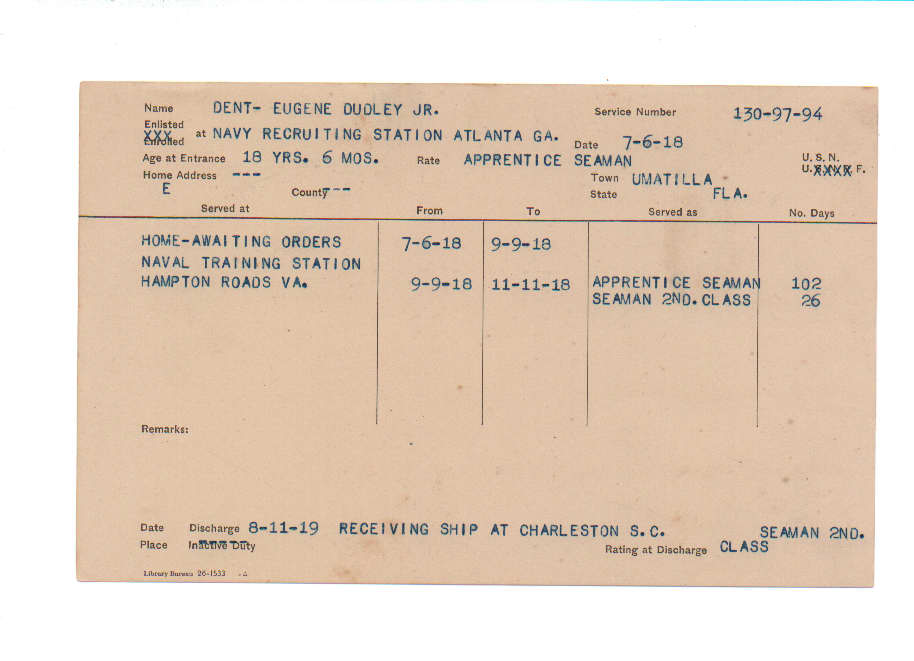 Name DENT- EUGENE DUDLEY JR. Service Number 130-97-94
Enlisted
XXX Enrolled at NAVY RECRUITING STATION ATLANTA GA. Date 7-6-18
Age at Entrance 18 YRS. 6 MOS. Rate APPRENTICE SEAMAN U. S. N.
Home Address --- Town UMATILLA U.XXXX F.
E County -- State FLA.
Served at From To Served as No. Days
HOME-AWAITING ORDERS 7-6-18 9-9-18
NAVAL TRAINING STATION
HAMPTON ROADS VA. 9-9-18 11-11-18 APPRENTICE SEAMAN 102
SEAMAN 2ND. CLASS 26
Remarks:
Date Discharge 8-11-19 RECEIVING SHIP AT CHARLESTON S.C. SEAMAN 2ND.
Place Inactive Duty Rating at Discharge CLASS
Library Bureau 26-1533